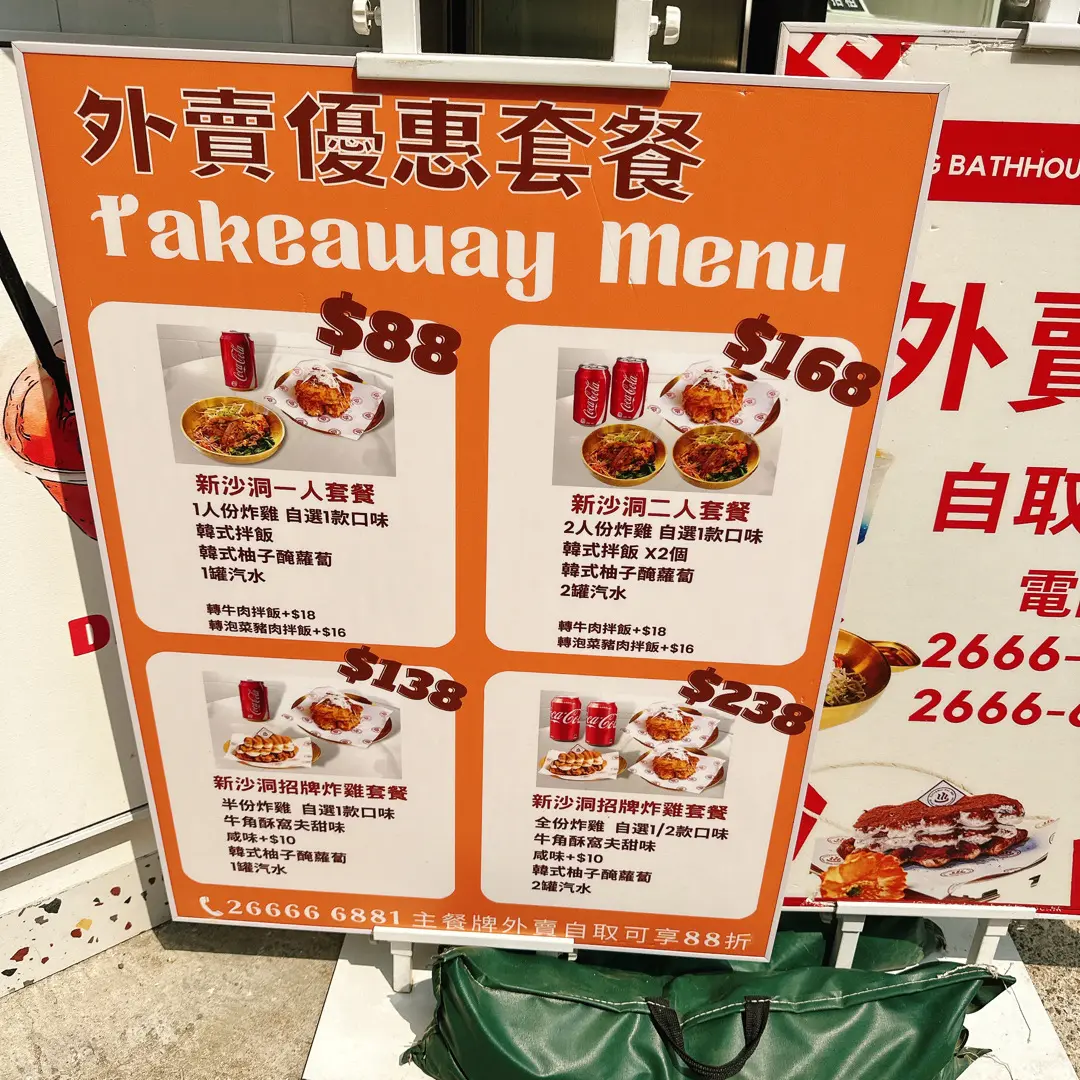 外賣優惠套餐
Takeaway Menu
$88
新沙洞一人套餐
1人份炸雞 自選1款口味
韓式拌飯
韓式柚子醃蘿蔔
1罐汽水
轉牛肉拌飯+$18
轉泡菜豬肉拌飯+$16
$168
新沙洞二人套餐
2人份炸雞 自選1款口味
韓式拌飯 X2個
韓式柚子醃蘿蔔
2罐汽水
轉牛肉拌飯+$18
轉泡菜豬肉拌飯+$16
$138
新沙洞招牌炸雞套餐
半份炸雞 自選1款口味
牛角酥窩夫甜味
咸味+$10
韓式柚子醃蘿蔔
1罐汽水
$238
新沙洞招牌炸雞套餐
全份炸雞 自選1/2款口味
牛角酥窩夫甜味
咸味+$10
韓式柚子醃蘿蔔
2罐汽水
26666 6881 主餐牌外賣自取可享88折
Coca-Cola
Coca-Cola
Coca-Cola
Coca-Cola
D
G BATHHOU
外賣
自取
電
2666-
2666-6